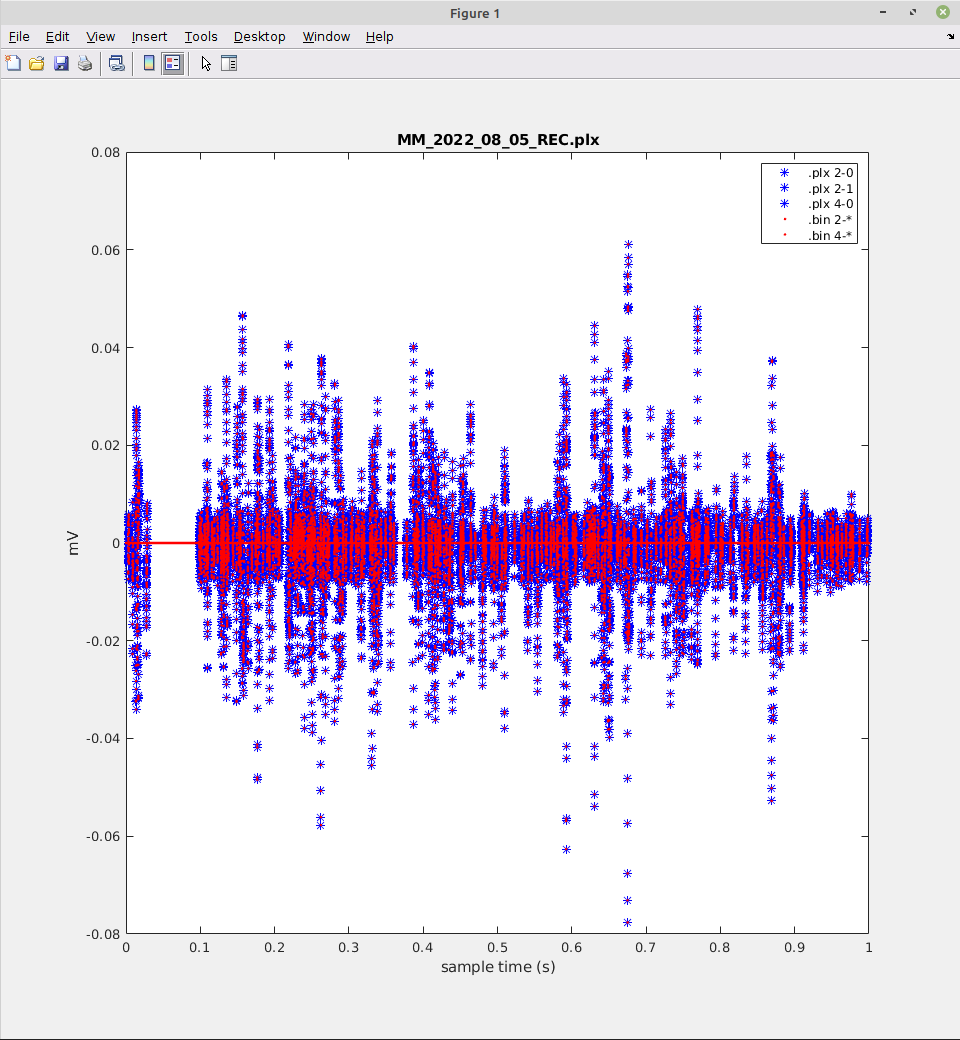 Figure 1
File Edit View Insert Tools Desktop Window Help
MM_2022_08_05_REC.plx
.plx 2-0
.plx 2-1
.plx 4-0
.bin 2-*
.bin 4-*
0.08
0.06
0.04
0.02
0
-0.02
-0.04
-0.06
-0.08
mV
0 0.1 0.2 0.3 0.4 0.5 0.6 0.7 0.8 0.9 1
sample time (s)